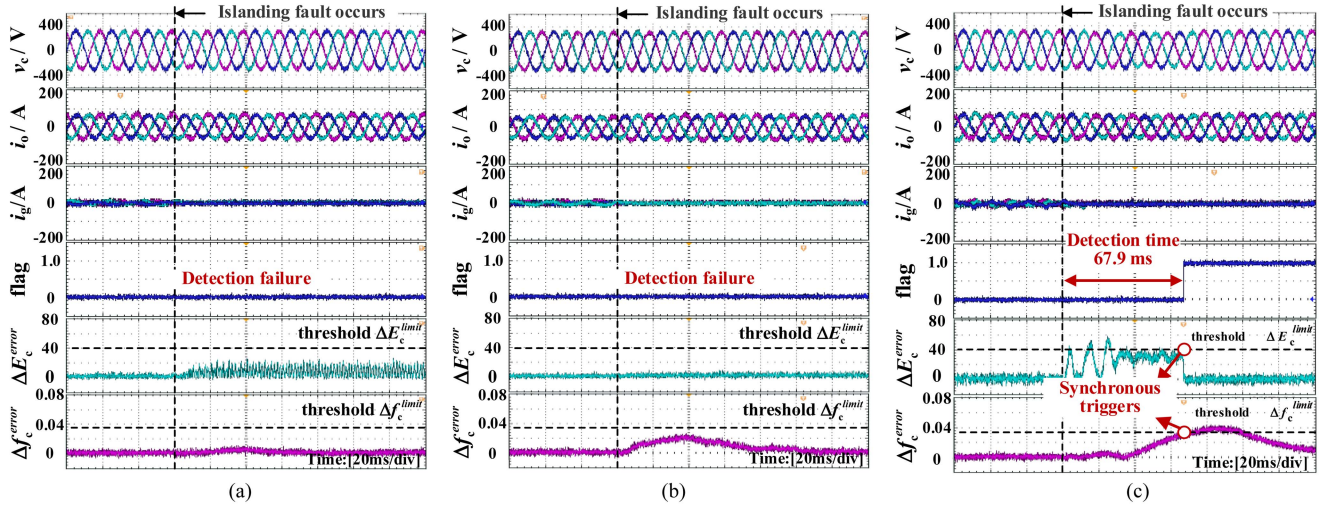 Islanding fault occurs
400
0
-400
v_c / V
200
0
-200
i_o / A
200
0
-200
i_g/A
1.0
0
flag
Detection failure
80
40
0
ΔE_c^error
threshold ΔE_c^limit
0.08
0.04
0
Δf_c^error
threshold Δf_c^limit
Time:[20ms/div]
(a)
Islanding fault occurs
400
0
-400
v_c / V
200
0
-200
i_o / A
200
0
-200
i_g/A
1.0
0
flag
Detection failure
80
40
0
ΔE_c^error
threshold ΔE_c^limit
0.08
0.04
0
Δf_c^error
threshold Δf_c^limit
Time:[20ms/div]
(b)
Islanding fault occurs
400
0
-400
v_c / V
200
0
-200
i_o / A
200
0
-200
i_g/A
1.0
0
flag
Detection time
67.9 ms
80
40
0
ΔE_c^error
threshold ΔE_c^limit
Synchronous
triggers
0.08
0.04
0
Δf_c^error
threshold Δf_c^limit
Time:[20ms/div]
(c)